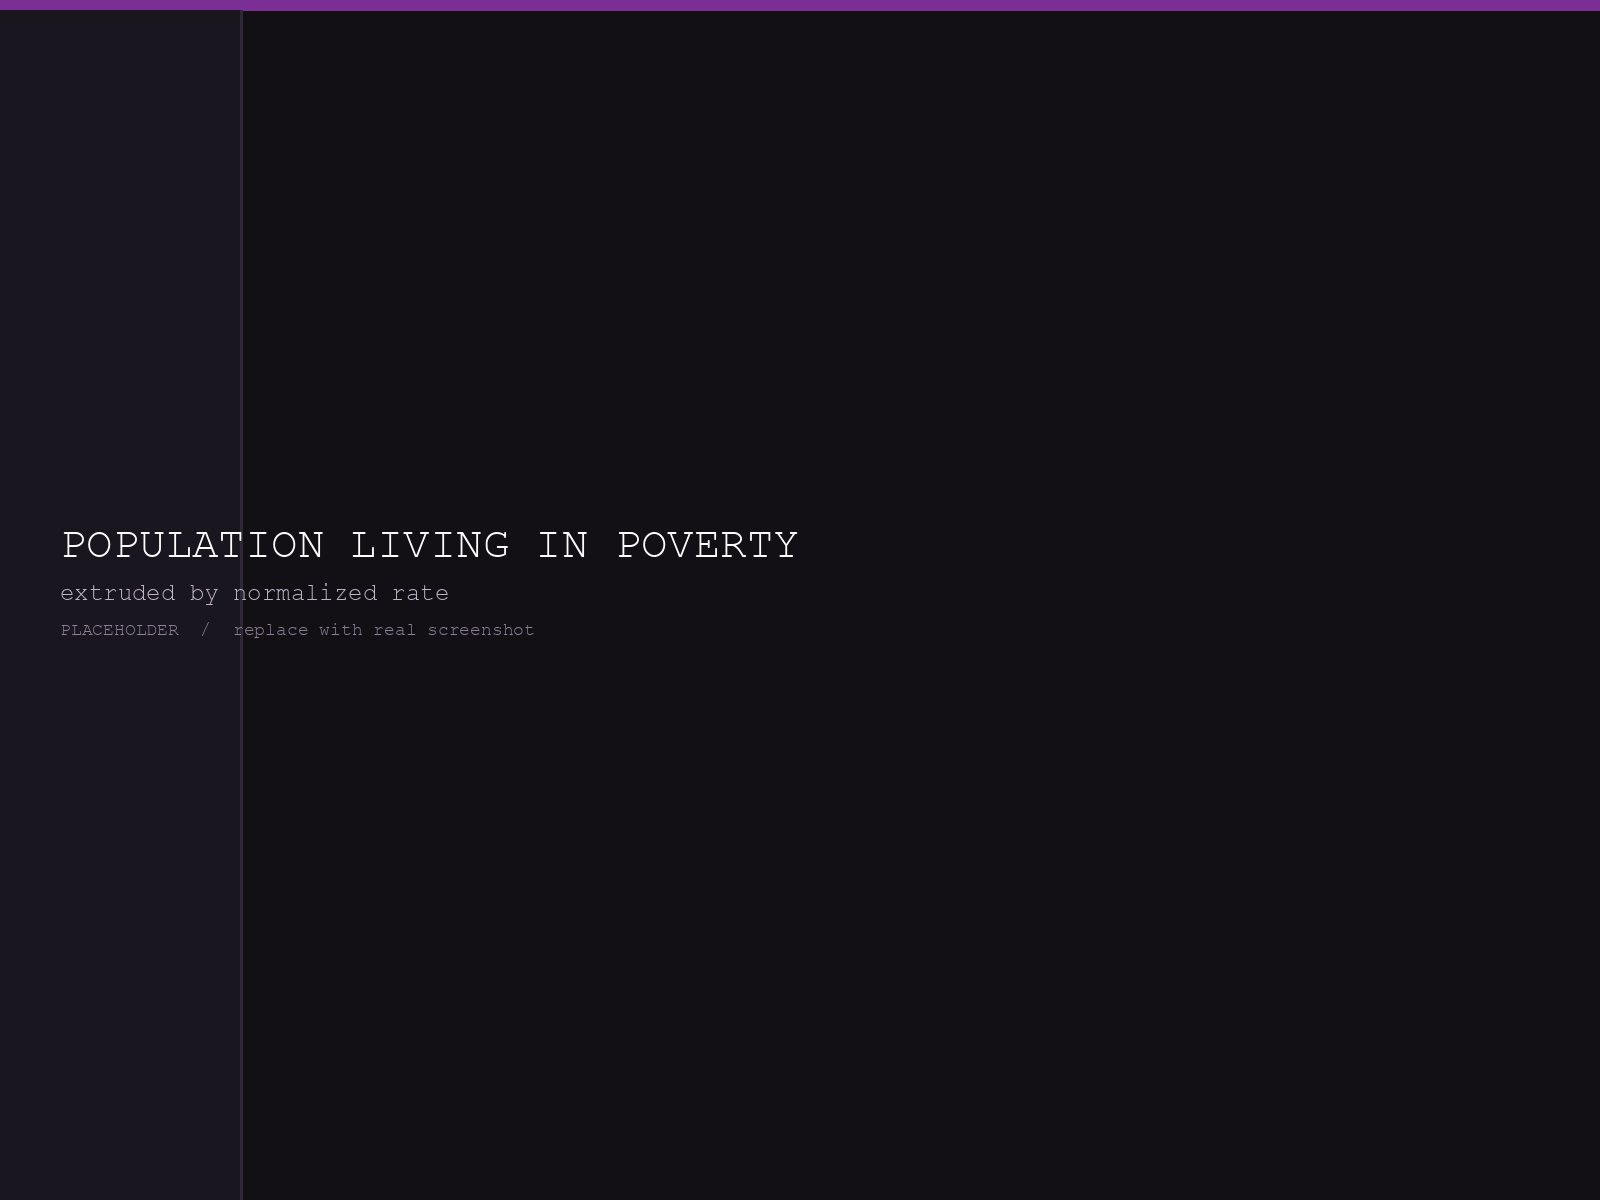 POPULATION LIVING IN POVERTY
extruded by normalized rate
PLACEHOLDER / replace with real screenshot